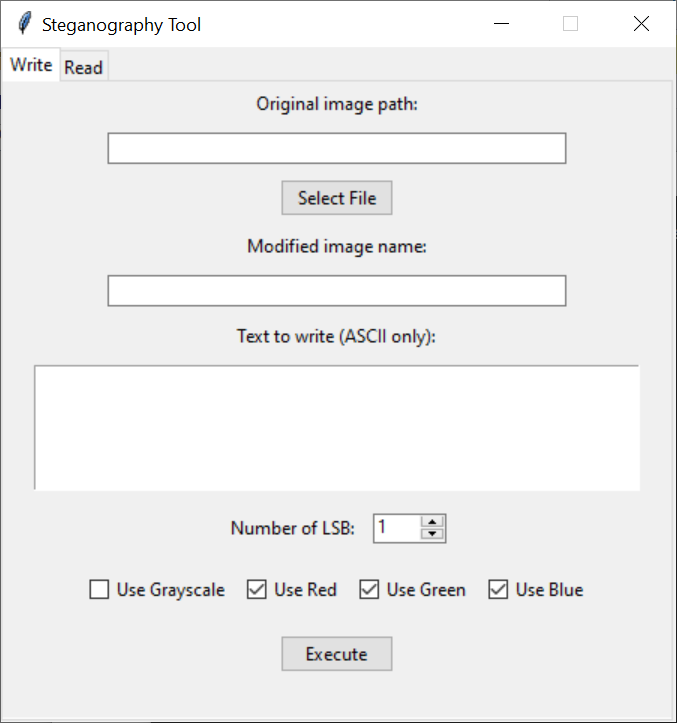 Steganography Tool
Write Read
Original image path:
Select File
Modified image name:
Text to write (ASCII only):
Number of LSB: 1
Use Grayscale Use Red Use Green Use Blue
Execute